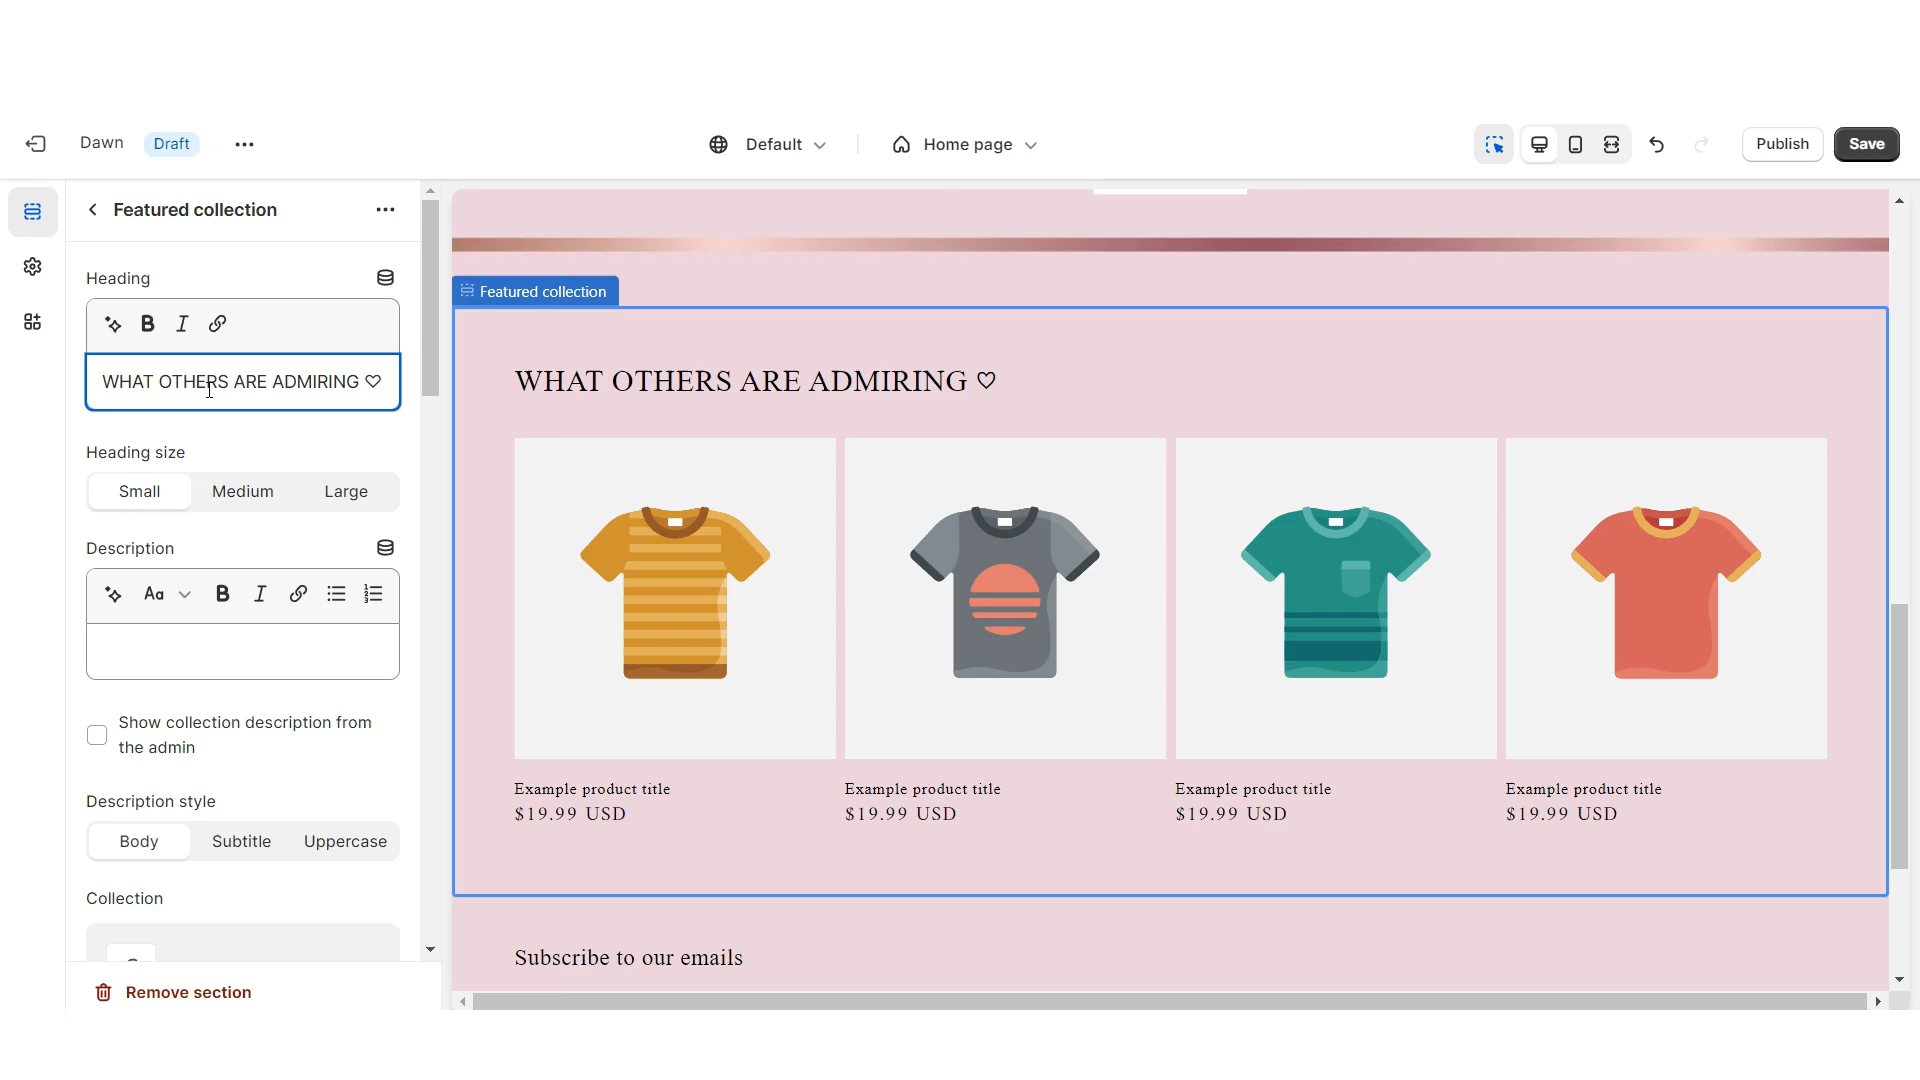 Dawn Draft Default Home page Publish Save
Featured collection
Heading
WHAT OTHERS ARE ADMIRING ♡
Heading size
Small Medium Large
Description
Aa
Show collection description from
the admin
Description style
Body Subtitle Uppercase
Collection
Remove section
Featured collection
WHAT OTHERS ARE ADMIRING ♡
Example product title Example product title Example product title Example product title
$19.99 USD $19.99 USD $19.99 USD $19.99 USD
Subscribe to our emails